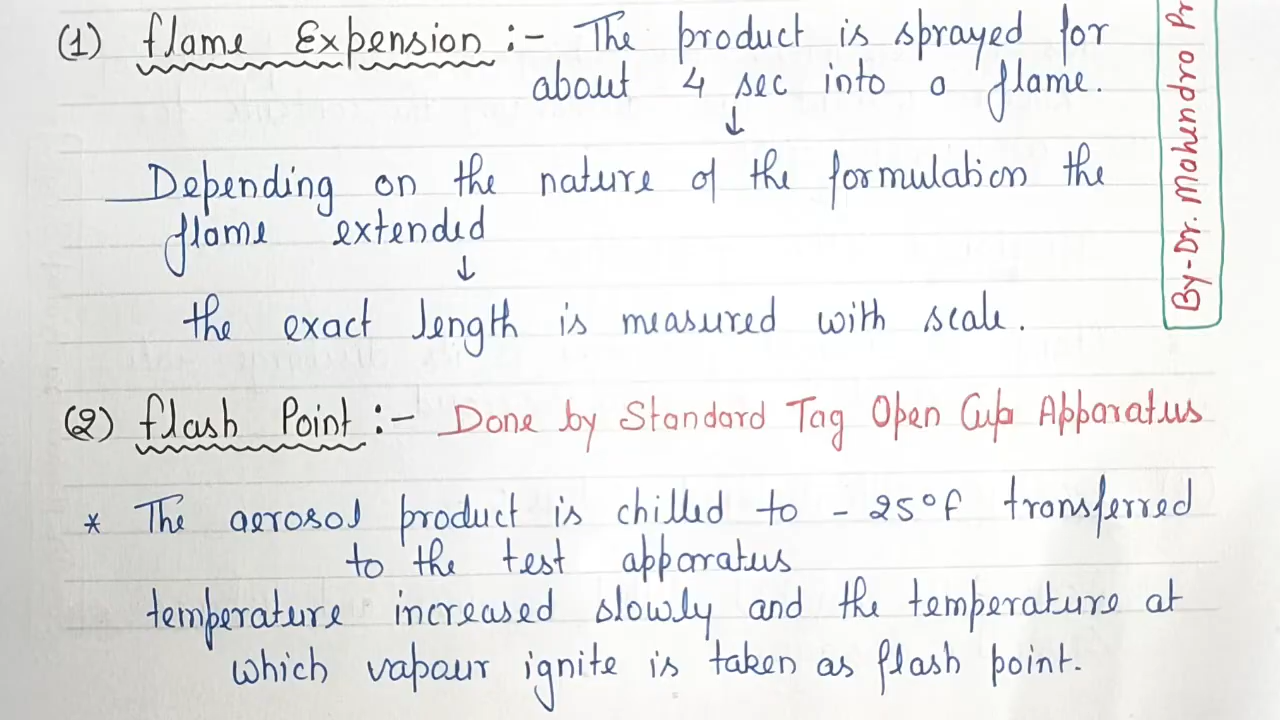 (1) flame Expension :- The product is sprayed for
about 4 sec into a flame.
↓
Depending on the nature of the formulation the
flame extended
↓
the exact length is measured with scale.
(2) flash Point :- Done by Standard Tag Open Cup Apparatus
* The aerosol product is chilled to - 25°f transferred
to the test apparatus
temperature increased slowly and the temperature at
which vapour ignite is taken as flash point.
By-Dr. Mahendra Pr